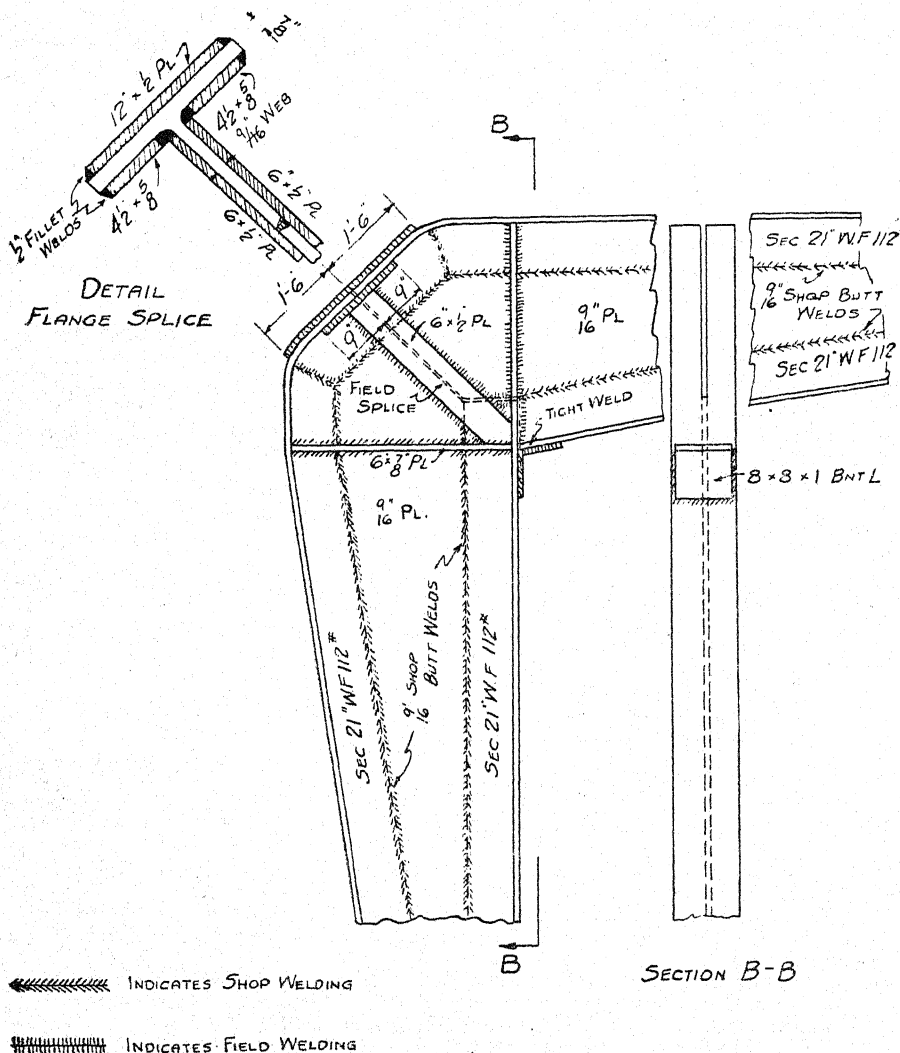 7/8"
12" x 1/2 PL
4 1/2 x 5/8
9/16" WEB
6" x 1/2" PL
1/2" FILLET
WELDS
4 1/2 x 5/8
6 x 1/2 PL
DETAIL
FLANGE SPLICE
1'-6"
1'-6"
9"
9"
6" x 1/2 PL
9"/16 PL
FIELD
SPLICE
TIGHT WELD
6" x 7/8" PL
9"/16 PL.
SEC 21" WF 112#
9"/16 SHOP
BUTT WELDS
SEC 21" W.F 112#
B
B
SEC 21" W.F 112
9"/16 SHOP BUTT
WELDS
SEC 21" WF 112
8 x 8 x 1 BNT L
SECTION B-B
INDICATES SHOP WELDING
INDICATES FIELD WELDING